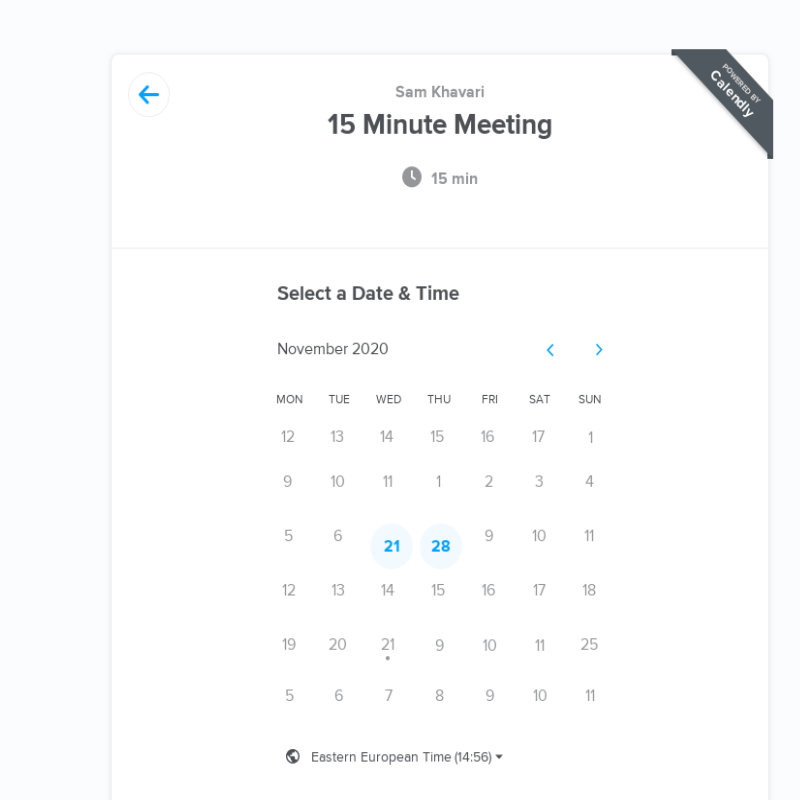 POWERED BY
Calendly
Sam Khavari
15 Minute Meeting
15 min
Select a Date & Time
November 2020
MON TUE WED THU FRI SAT SUN
12 13 14 15 16 17 1
9 10 11 1 2 3 4
5 6 21 28 9 10 11
12 13 14 15 16 17 18
19 20 21 9 10 11 25
5 6 7 8 9 10 11
Eastern European Time (14:56)